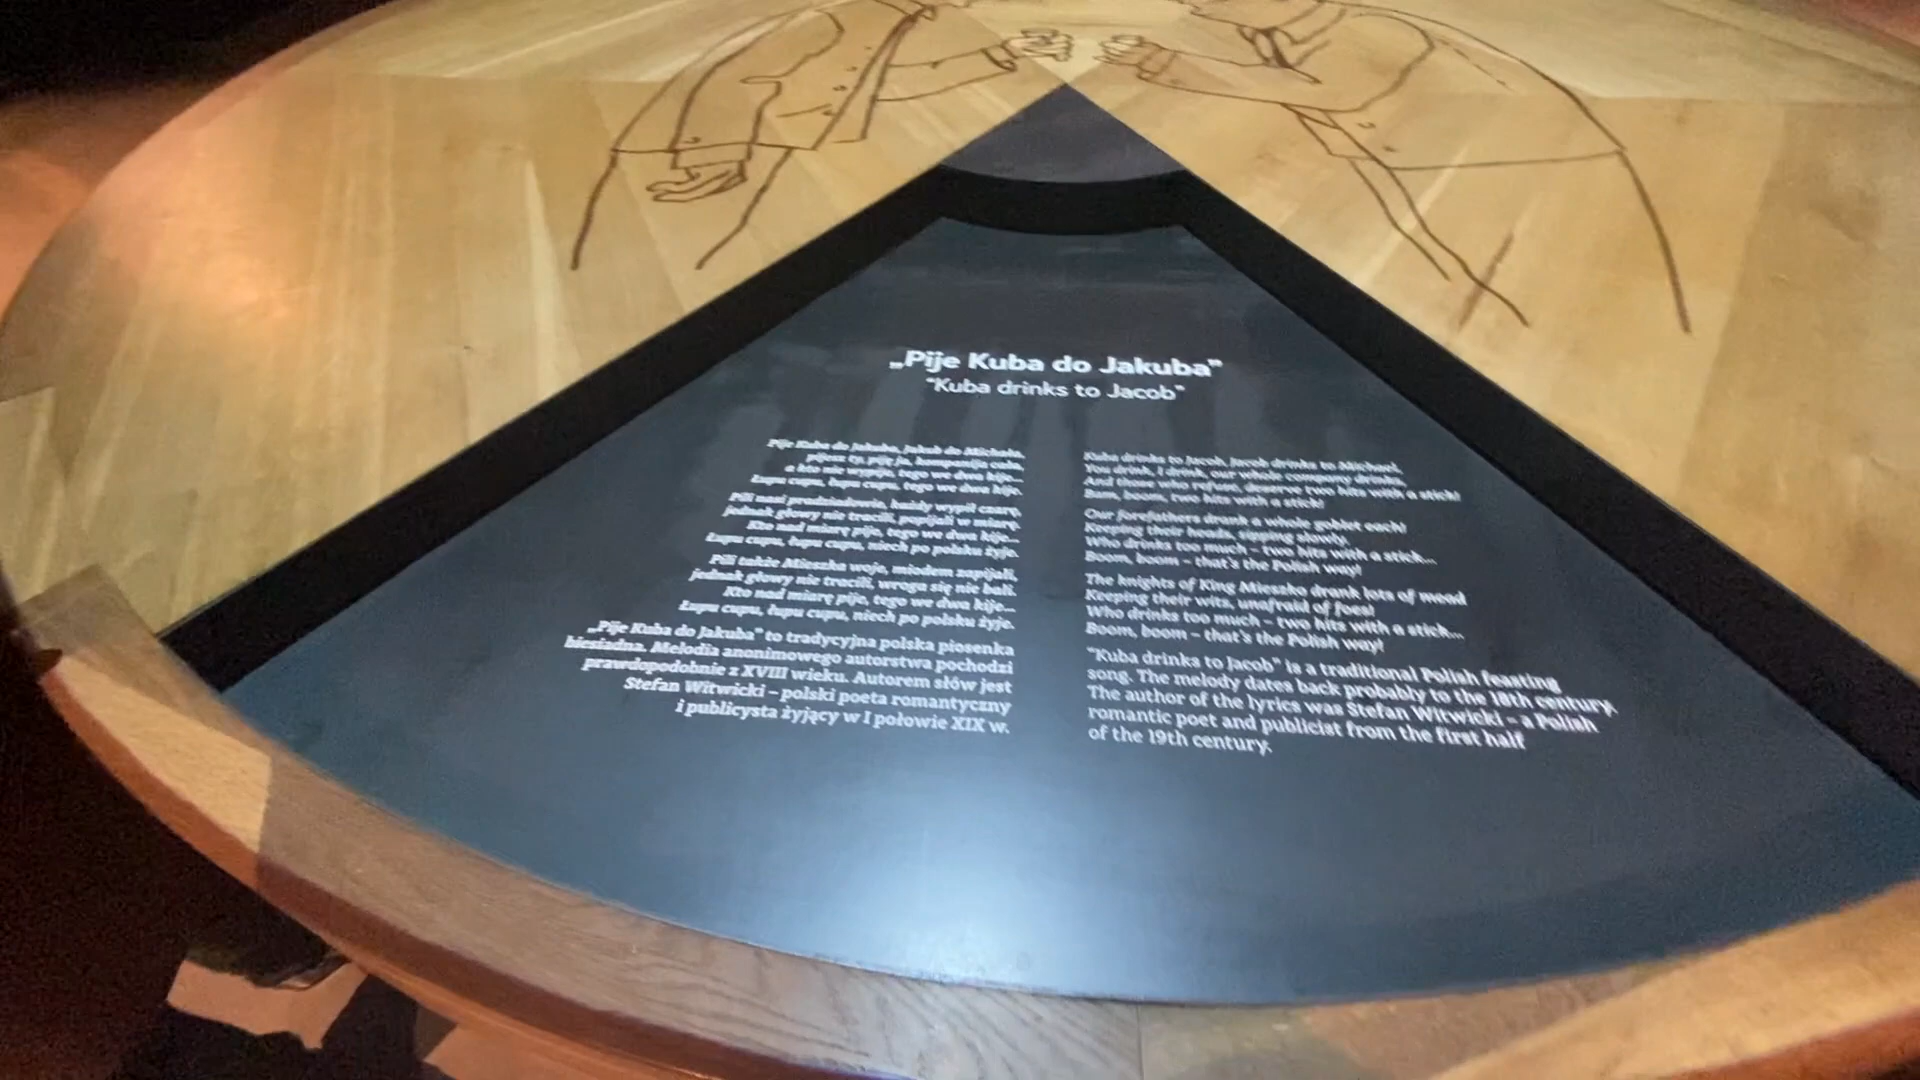 „Pije Kuba do Jakuba”
“Kuba drinks to Jacob”
Pije Kuba do Jakuba, Jakub do Michała,
pijesz ty, piję ja, kompanija cała,
a kto nie wypije, tego we dwa kije...
Łupu cupu, łupu cupu, tego we dwa kije.
Pili nasi pradziadowie, każdy wypił czarę,
jednak głowy nie tracili, popijali w miarę.
Kto nad miarę pije, tego we dwa kije...
Łupu cupu, łupu cupu, niech po polsku żyje.
Pili także Mieszka woje, miodem zapijali,
jednak głowy nie tracili, wroga się nie bali.
Kto nad miarę pije, tego we dwa kije...
Łupu cupu, łupu cupu, niech po polsku żyje.
„Pije Kuba do Jakuba” to tradycyjna polska piosenka
biesiadna. Melodia anonimowego autorstwa pochodzi
prawdopodobnie z XVIII wieku. Autorem słów jest
Stefan Witwicki – polski poeta romantyczny
i publicysta żyjący w I połowie XIX w.
Kuba drinks to Jacob, Jacob drinks to Michael,
You drink, I drink, our whole company drinks,
And those who refuse, deserve two hits with a stick!
Bam, boom, two hits with a stick!
Our forefathers drank a whole goblet each!
Keeping their heads, sipping slowly.
Who drinks too much – two hits with a stick...
Boom, boom – that's the Polish way!
The knights of King Mieszko drank lots of mead
Keeping their wits, unafraid of foes!
Who drinks too much – two hits with a stick...
Boom, boom – that's the Polish way!
"Kuba drinks to Jacob" is a traditional Polish feasting
song. The melody dates back probably to the 18th century.
The author of the lyrics was Stefan Witwicki – a Polish
romantic poet and publicist from the first half
of the 19th century.